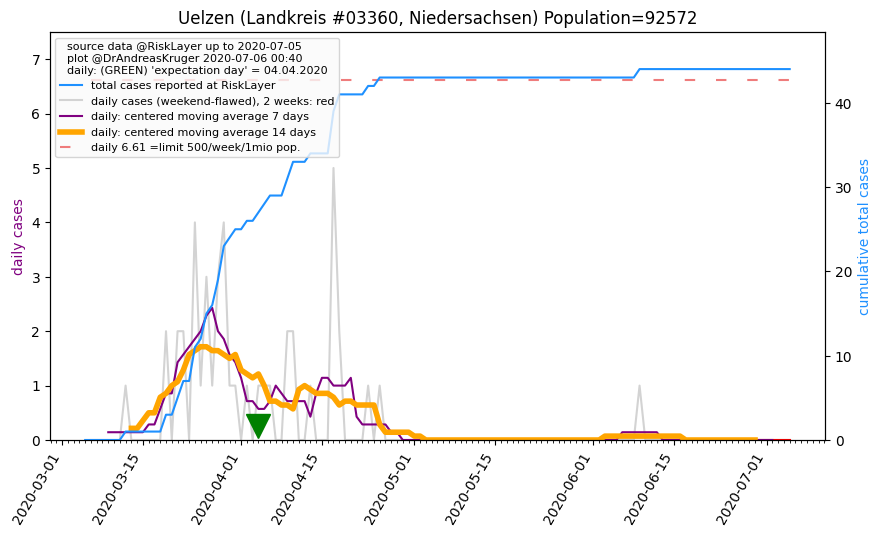 Uelzen (Landkreis #03360, Niedersachsen) Population=92572
source data @RiskLayer up to 2020-07-05
plot @DrAndreasKruger 2020-07-06 00:40
daily: (GREEN) 'expectation day' = 04.04.2020
total cases reported at RiskLayer
daily cases (weekend-flawed), 2 weeks: red
daily: centered moving average 7 days
daily: centered moving average 14 days
daily 6.61 =limit 500/week/1mio pop.
daily cases
7
6
5
4
3
2
1
0
cumulative total cases
40
30
20
10
0
2020-03-01
2020-03-15
2020-04-01
2020-04-15
2020-05-01
2020-05-15
2020-06-01
2020-06-15
2020-07-01